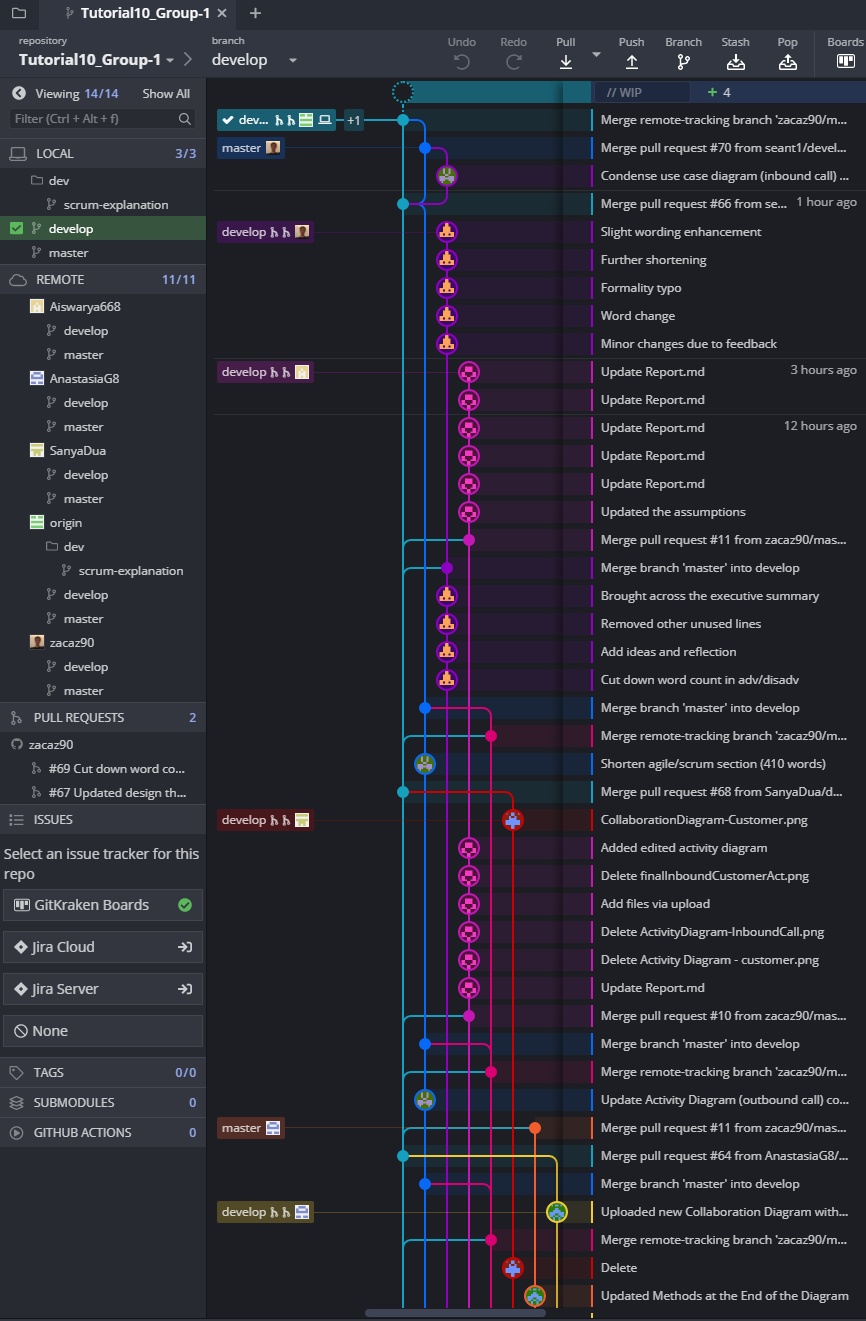 Tutorial10_Group-1
repository
Tutorial10_Group-1
branch
develop
Undo
Redo
Pull
Push
Branch
Stash
Pop
Boards
Viewing 14/14
Show All
Filter (Ctrl + Alt + f)
LOCAL 3/3
dev
scrum-explanation
develop
master
REMOTE 11/11
Aiswarya668
develop
master
AnastasiaG8
develop
master
SanyaDua
develop
master
origin
dev
scrum-explanation
develop
master
zacaz90
develop
master
PULL REQUESTS 2
zacaz90
#69 Cut down word co...
#67 Updated design th...
ISSUES
Select an issue tracker for this
repo
GitKraken Boards
Jira Cloud
Jira Server
None
TAGS 0/0
SUBMODULES 0
GITHUB ACTIONS 0
// WIP + 4
dev... +1 Merge remote-tracking branch 'zacaz90/m...
master Merge pull request #70 from seant1/devel...
Condense use case diagram (inbound call) ...
Merge pull request #66 from se... 1 hour ago
develop Slight wording enhancement
Further shortening
Formality typo
Word change
Minor changes due to feedback
develop Update Report.md 3 hours ago
Update Report.md
Update Report.md 12 hours ago
Update Report.md
Update Report.md
Updated the assumptions
Merge pull request #11 from zacaz90/mas...
Merge branch 'master' into develop
Brought across the executive summary
Removed other unused lines
Add ideas and reflection
Cut down word count in adv/disadv
Merge branch 'master' into develop
Merge remote-tracking branch 'zacaz90/m...
Shorten agile/scrum section (410 words)
Merge pull request #68 from SanyaDua/d...
develop CollaborationDiagram-Customer.png
Added edited activity diagram
Delete finalInboundCustomerAct.png
Add files via upload
Delete ActivityDiagram-InboundCall.png
Delete Activity Diagram - customer.png
Update Report.md
Merge pull request #10 from zacaz90/mas...
Merge branch 'master' into develop
Merge remote-tracking branch 'zacaz90/m...
Update Activity Diagram (outbound call) co...
master Merge pull request #11 from zacaz90/mas...
Merge pull request #64 from AnastasiaG8/...
Merge branch 'master' into develop
develop Uploaded new Collaboration Diagram with...
Merge remote-tracking branch 'zacaz90/m...
Delete
Updated Methods at the End of the Diagram